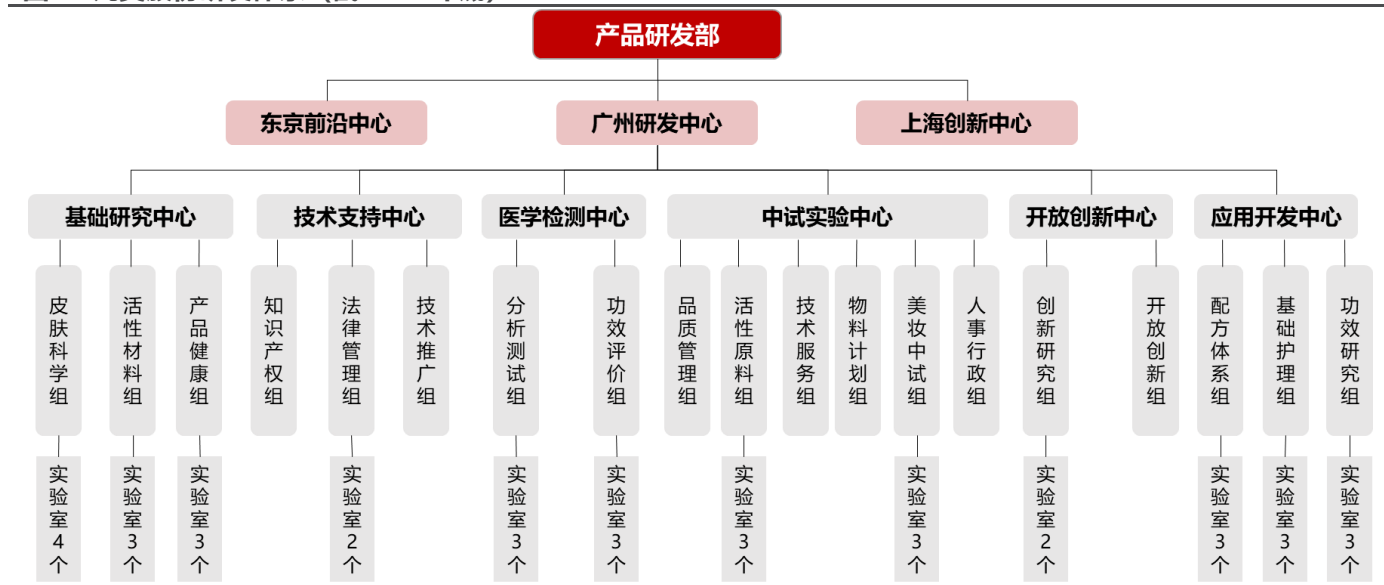 产品研发部
东京前沿中心
广州研发中心
上海创新中心
基础研究中心
技术支持中心
医学检测中心
中试实验中心
开放创新中心
应用开发中心
皮肤科学组
活性材料组
产品健康组
知识产权组
法律管理组
技术推广组
分析测试组
功效评价组
品质管理组
活性原料组
技术服务组
物料计划组
美妆中试组
人事行政组
创新研究组
开放创新组
配方体系组
基础护理组
功效研究组
实验室4个
实验室3个
实验室3个
实验室2个
实验室3个
实验室3个
实验室3个
实验室3个
实验室2个
实验室3个
实验室3个
实验室3个